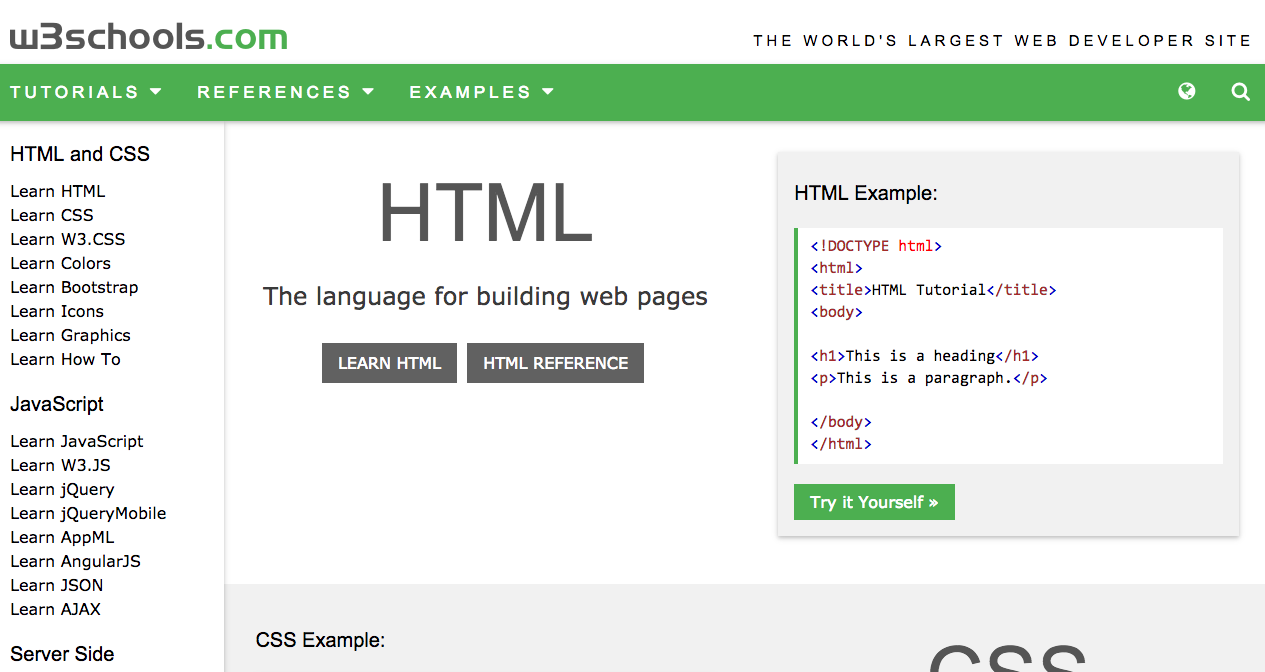 w3schools.com
THE WORLD'S LARGEST WEB DEVELOPER SITE
TUTORIALS REFERENCES EXAMPLES
HTML and CSS
Learn HTML
Learn CSS
Learn W3.CSS
Learn Colors
Learn Bootstrap
Learn Icons
Learn Graphics
Learn How To
JavaScript
Learn JavaScript
Learn W3.JS
Learn jQuery
Learn jQueryMobile
Learn AppML
Learn AngularJS
Learn JSON
Learn AJAX
Server Side
HTML
The language for building web pages
LEARN HTML HTML REFERENCE
HTML Example:
<!DOCTYPE html>
<html>
<title>HTML Tutorial</title>
<body>
<h1>This is a heading</h1>
<p>This is a paragraph.</p>
</body>
</html>
Try it Yourself »
CSS Example:
CSS